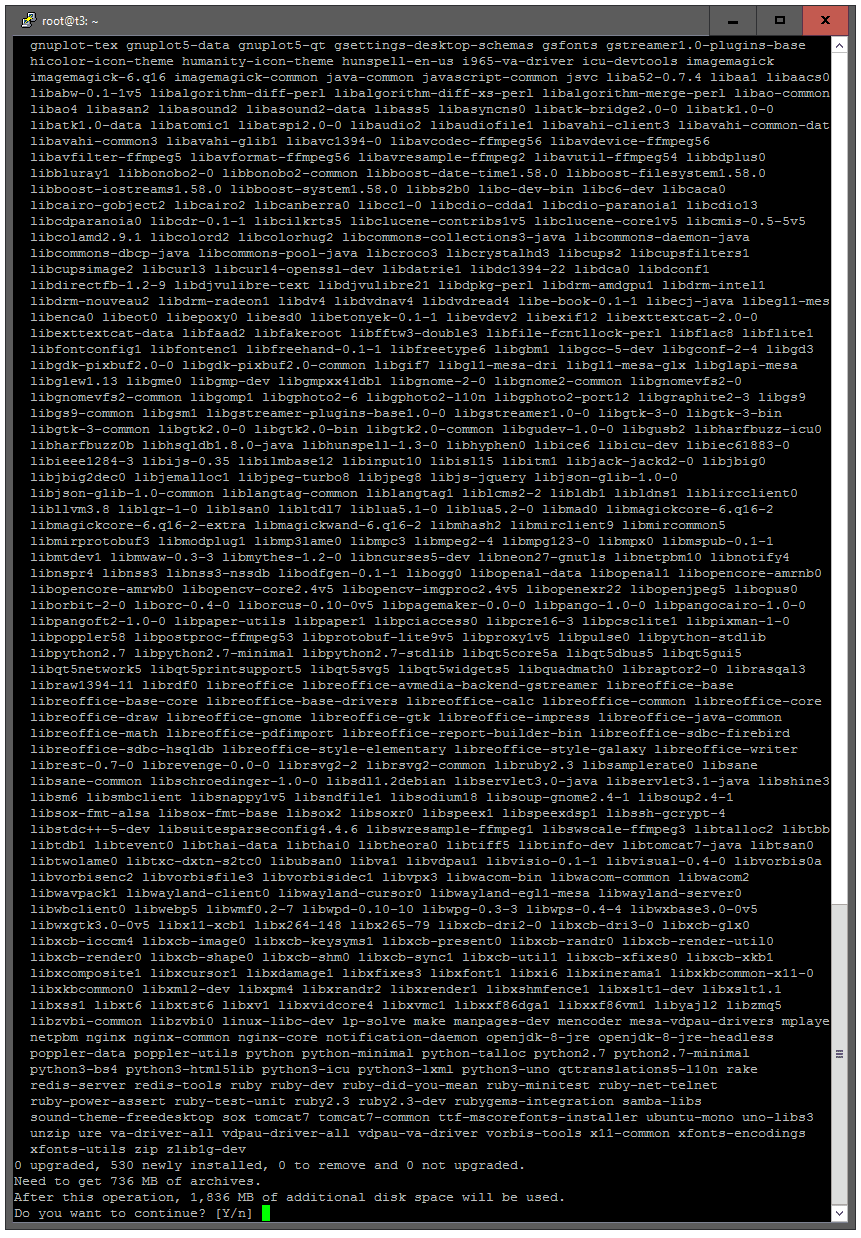 root@t3: ~
gnuplot-tex gnuplot5-data gnuplot5-qt gsettings-desktop-schemas gsfonts gstreamer1.0-plugins-base
hicolor-icon-theme humanity-icon-theme hunspell-en-us i965-va-driver icu-devtools imagemagick
imagemagick-6.q16 imagemagick-common java-common javascript-common jsvc liba52-0.7.4 libaa1 libaacs0
libabw-0.1-1v5 libalgorithm-diff-perl libalgorithm-diff-xs-perl libalgorithm-merge-perl libao-common
libao4 libasan2 libasound2 libasound2-data libass5 libasyncns0 libatk-bridge2.0-0 libatk1.0-0
libatk1.0-data libatomic1 libatspi2.0-0 libaudio2 libaudiofile1 libavahi-client3 libavahi-common-dat
libavahi-common3 libavahi-glib1 libavc1394-0 libavcodec-ffmpeg56 libavdevice-ffmpeg56
libavfilter-ffmpeg5 libavformat-ffmpeg56 libavresample-ffmpeg2 libavutil-ffmpeg54 libbdplus0
libbluray1 libbonobo2-0 libbonobo2-common libboost-date-time1.58.0 libboost-filesystem1.58.0
libboost-iostreams1.58.0 libboost-system1.58.0 libbs2b0 libc-dev-bin libc6-dev libcaca0
libcairo-gobject2 libcairo2 libcanberra0 libcc1-0 libcdio-cdda1 libcdio-paranoia1 libcdio13
libcdparanoia0 libcdr-0.1-1 libcilkrts5 libclucene-contribs1v5 libclucene-core1v5 libcmis-0.5-5v5
libcolamd2.9.1 libcolord2 libcolorhug2 libcommons-collections3-java libcommons-daemon-java
libcommons-dbcp-java libcommons-pool-java libcroco3 libcrystalhd3 libcups2 libcupsfilters1
libcupsimage2 libcurl3 libcurl4-openssl-dev libdatrie1 libdc1394-22 libdca0 libdconf1
libdirectfb-1.2-9 libdjvulibre-text libdjvulibre21 libdpkg-perl libdrm-amdgpu1 libdrm-intel1
libdrm-nouveau2 libdrm-radeon1 libdv4 libdvdnav4 libdvdread4 libe-book-0.1-1 libecj-java libegl1-mes
libenca0 libeot0 libepoxy0 libesd0 libetonyek-0.1-1 libevdev2 libexif12 libexttextcat-2.0-0
libexttextcat-data libfaad2 libfakeroot libfftw3-double3 libfile-fcntllock-perl libflac8 libflite1
libfontconfig1 libfontenc1 libfreehand-0.1-1 libfreetype6 libgbm1 libgcc-5-dev libgconf-2-4 libgd3
libgdk-pixbuf2.0-0 libgdk-pixbuf2.0-common libgif7 libgl1-mesa-dri libgl1-mesa-glx libglapi-mesa
libglew1.13 libgme0 libgmp-dev libgmpxx4ldbl libgnome-2-0 libgnome2-common libgnomevfs2-0
libgnomevfs2-common libgomp1 libgphoto2-6 libgphoto2-l10n libgphoto2-port12 libgraphite2-3 libgs9
libgs9-common libgsm1 libgstreamer-plugins-base1.0-0 libgstreamer1.0-0 libgtk-3-0 libgtk-3-bin
libgtk-3-common libgtk2.0-0 libgtk2.0-bin libgtk2.0-common libgudev-1.0-0 libgusb2 libharfbuzz-icu0
libharfbuzz0b libhsqldb1.8.0-java libhunspell-1.3-0 libhyphen0 libice6 libicu-dev libiec61883-0
libieee1284-3 libijs-0.35 libilmbase12 libinput10 libisl15 libitm1 libjack-jackd2-0 libjbig0
libjbig2dec0 libjemalloc1 libjpeg-turbo8 libjpeg8 libjs-jquery libjson-glib-1.0-0
libjson-glib-1.0-common liblangtag-common liblangtag1 liblcms2-2 libldb1 libldns1 liblircclient0
libllvm3.8 liblqr-1-0 liblsan0 libltdl7 liblua5.1-0 liblua5.2-0 libmad0 libmagickcore-6.q16-2
libmagickcore-6.q16-2-extra libmagickwand-6.q16-2 libmhash2 libmirclient9 libmircommon5
libmirprotobuf3 libmodplug1 libmp3lame0 libmpc3 libmpeg2-4 libmpg123-0 libmpx0 libmspub-0.1-1
libmtdev1 libmwaw-0.3-3 libmythes-1.2-0 libncurses5-dev libneon27-gnutls libnetpbm10 libnotify4
libnspr4 libnss3 libnss3-nssdb libodfgen-0.1-1 libogg0 libopenal-data libopenal1 libopencore-amrnb0
libopencore-amrwb0 libopencv-core2.4v5 libopencv-imgproc2.4v5 libopenexr22 libopenjpeg5 libopus0
liborbit-2-0 liborc-0.4-0 liborcus-0.10-0v5 libpagemaker-0.0-0 libpango-1.0-0 libpangocairo-1.0-0
libpangoft2-1.0-0 libpaper-utils libpaper1 libpciaccess0 libpcre16-3 libpcsclite1 libpixman-1-0
libpoppler58 libpostproc-ffmpeg53 libprotobuf-lite9v5 libproxy1v5 libpulse0 libpython-stdlib
libpython2.7 libpython2.7-minimal libpython2.7-stdlib libqt5core5a libqt5dbus5 libqt5gui5
libqt5network5 libqt5printsupport5 libqt5svg5 libqt5widgets5 libquadmath0 libraptor2-0 librasqal3
libraw1394-11 librdf0 libreoffice libreoffice-avmedia-backend-gstreamer libreoffice-base
libreoffice-base-core libreoffice-base-drivers libreoffice-calc libreoffice-common libreoffice-core
libreoffice-draw libreoffice-gnome libreoffice-gtk libreoffice-impress libreoffice-java-common
libreoffice-math libreoffice-pdfimport libreoffice-report-builder-bin libreoffice-sdbc-firebird
libreoffice-sdbc-hsqldb libreoffice-style-elementary libreoffice-style-galaxy libreoffice-writer
librest-0.7-0 librevenge-0.0-0 librsvg2-2 librsvg2-common libruby2.3 libsamplerate0 libsane
libsane-common libschroedinger-1.0-0 libsdl1.2debian libservlet3.0-java libservlet3.1-java libshine3
libsm6 libsmbclient libsnappy1v5 libsndfile1 libsodium18 libsoup-gnome2.4-1 libsoup2.4-1
libsox-fmt-alsa libsox-fmt-base libsox2 libsoxr0 libspeex1 libspeexdsp1 libssh-gcrypt-4
libstdc++-5-dev libsuitesparseconfig4.4.6 libswresample-ffmpeg1 libswscale-ffmpeg3 libtalloc2 libtbb
libtdb1 libtevent0 libthai-data libthai0 libtheora0 libtiff5 libtinfo-dev libtomcat7-java libtsan0
libtwolame0 libtxc-dxtn-s2tc0 libubsan0 libva1 libvdpau1 libvisio-0.1-1 libvisual-0.4-0 libvorbis0a
libvorbisenc2 libvorbisfile3 libvorbisidec1 libvpx3 libwacom-bin libwacom-common libwacom2
libwavpack1 libwayland-client0 libwayland-cursor0 libwayland-egl1-mesa libwayland-server0
libwbclient0 libwebp5 libwmf0.2-7 libwpd-0.10-10 libwpg-0.3-3 libwps-0.4-4 libwxbase3.0-0v5
libwxgtk3.0-0v5 libx11-xcb1 libx264-148 libx265-79 libxcb-dri2-0 libxcb-dri3-0 libxcb-glx0
libxcb-icccm4 libxcb-image0 libxcb-keysyms1 libxcb-present0 libxcb-randr0 libxcb-render-util0
libxcb-render0 libxcb-shape0 libxcb-shm0 libxcb-sync1 libxcb-util1 libxcb-xfixes0 libxcb-xkb1
libxcomposite1 libxcursor1 libxdamage1 libxfixes3 libxfont1 libxi6 libxinerama1 libxkbcommon-x11-0
libxkbcommon0 libxml2-dev libxpm4 libxrandr2 libxrender1 libxshmfence1 libxslt1-dev libxslt1.1
libxss1 libxt6 libxtst6 libxv1 libxvidcore4 libxvmc1 libxxf86dga1 libxxf86vm1 libyajl2 libzmq5
libzvbi-common libzvbi0 linux-libc-dev lp-solve make manpages-dev mencoder mesa-vdpau-drivers mplaye
netpbm nginx nginx-common nginx-core notification-daemon openjdk-8-jre openjdk-8-jre-headless
poppler-data poppler-utils python python-minimal python-talloc python2.7 python2.7-minimal
python3-bs4 python3-html5lib python3-icu python3-lxml python3-uno qttranslations5-l10n rake
redis-server redis-tools ruby ruby-dev ruby-did-you-mean ruby-minitest ruby-net-telnet
ruby-power-assert ruby-test-unit ruby2.3 ruby2.3-dev rubygems-integration samba-libs
sound-theme-freedesktop sox tomcat7 tomcat7-common ttf-mscorefonts-installer ubuntu-mono uno-libs3
unzip ure va-driver-all vdpau-driver-all vdpau-va-driver vorbis-tools x11-common xfonts-encodings
xfonts-utils zip zlib1g-dev
0 upgraded, 530 newly installed, 0 to remove and 0 not upgraded.
Need to get 736 MB of archives.
After this operation, 1,836 MB of additional disk space will be used.
Do you want to continue? [Y/n]